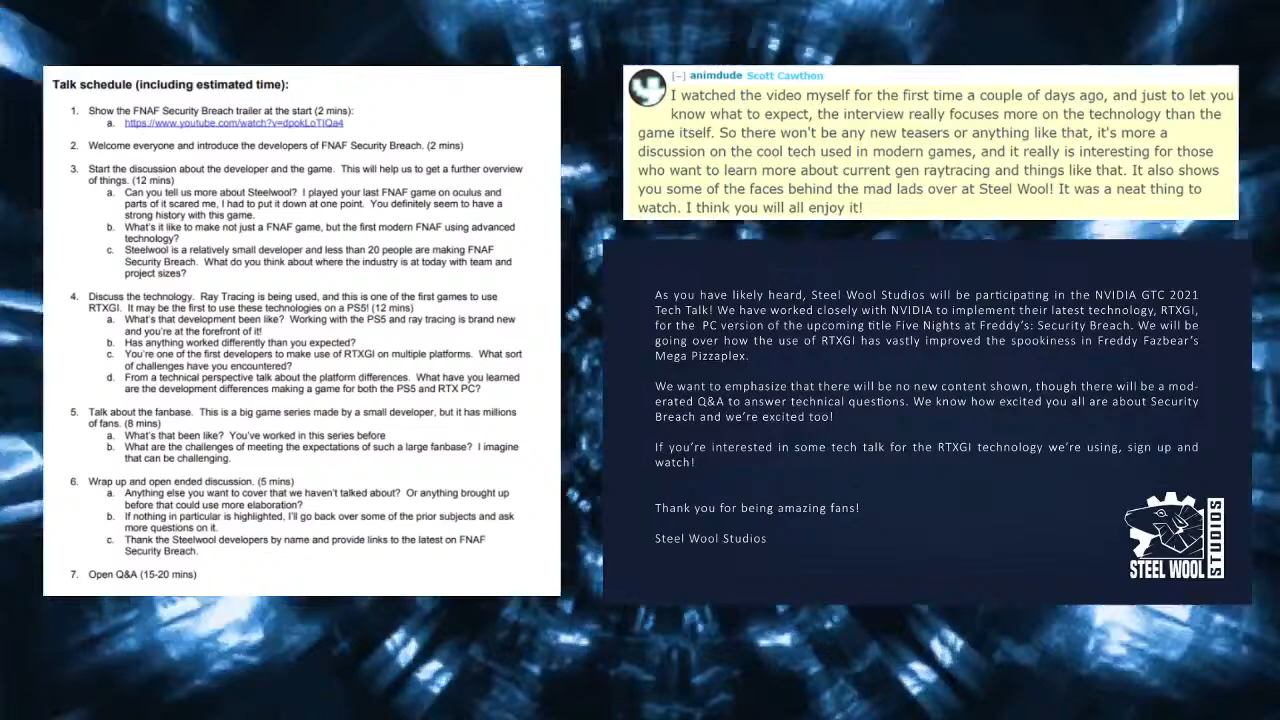 Talk schedule (including estimated time):
1. Show the FNAF Security Breach trailer at the start (2 mins):
a. https://www.youtube.com/watch?v=dpokLoTIQa4
2. Welcome everyone and introduce the developers of FNAF Security Breach. (2 mins)
3. Start the discussion about the developer and the game. This will help us to get a further overview
of things. (12 mins)
a. Can you tell us more about Steelwool? I played your last FNAF game on oculus and
parts of it scared me, I had to put it down at one point. You definitely seem to have a
strong history with this game.
b. What's it like to make not just a FNAF game, but the first modern FNAF using advanced
technology?
c. Steelwool is a relatively small developer and less than 20 people are making FNAF
Security Breach. What do you think about where the industry is at today with team and
project sizes?
4. Discuss the technology. Ray Tracing is being used, and this is one of the first games to use
RTXGI. It may be the first to use these technologies on a PS5! (12 mins)
a. What's that development been like? Working with the PS5 and ray tracing is brand new
and you're at the forefront of it!
b. Has anything worked differently than you expected?
c. You're one of the first developers to make use of RTXGI on multiple platforms. What sort
of challenges have you encountered?
d. From a technical perspective talk about the platform differences. What have you learned
are the development differences making a game for both the PS5 and RTX PC?
5. Talk about the fanbase. This is a big game series made by a small developer, but it has millions
of fans. (8 mins)
a. What's that been like? You've worked in this series before
b. What are the challenges of meeting the expectations of such a large fanbase? I imagine
that can be challenging.
6. Wrap up and open ended discussion. (5 mins)
a. Anything else you want to cover that we haven't talked about? Or anything brought up
before that could use more elaboration?
b. If nothing in particular is highlighted, I'll go back over some of the prior subjects and ask
more questions on it.
c. Thank the Steelwool developers by name and provide links to the latest on FNAF
Security Breach.
7. Open Q&A (15-20 mins)
[–] animdude Scott Cawthon
I watched the video myself for the first time a couple of days ago, and just to let you
know what to expect, the interview really focuses more on the technology than the
game itself. So there won't be any new teasers or anything like that, it's more a
discussion on the cool tech used in modern games, and it really is interesting for those
who want to learn more about current gen raytracing and things like that. It also shows
you some of the faces behind the mad lads over at Steel Wool! It was a neat thing to
watch. I think you will all enjoy it!
As you have likely heard, Steel Wool Studios will be participating in the NVIDIA GTC 2021
Tech Talk! We have worked closely with NVIDIA to implement their latest technology, RTXGI,
for the PC version of the upcoming title Five Nights at Freddy's: Security Breach. We will be
going over how the use of RTXGI has vastly improved the spookiness in Freddy Fazbear's
Mega Pizzaplex.
We want to emphasize that there will be no new content shown, though there will be a mod-
erated Q&A to answer technical questions. We know how excited you all are about Security
Breach and we're excited too!
If you're interested in some tech talk for the RTXGI technology we're using, sign up and
watch!
Thank you for being amazing fans!
Steel Wool Studios
STEEL WOOL
STUDIOS